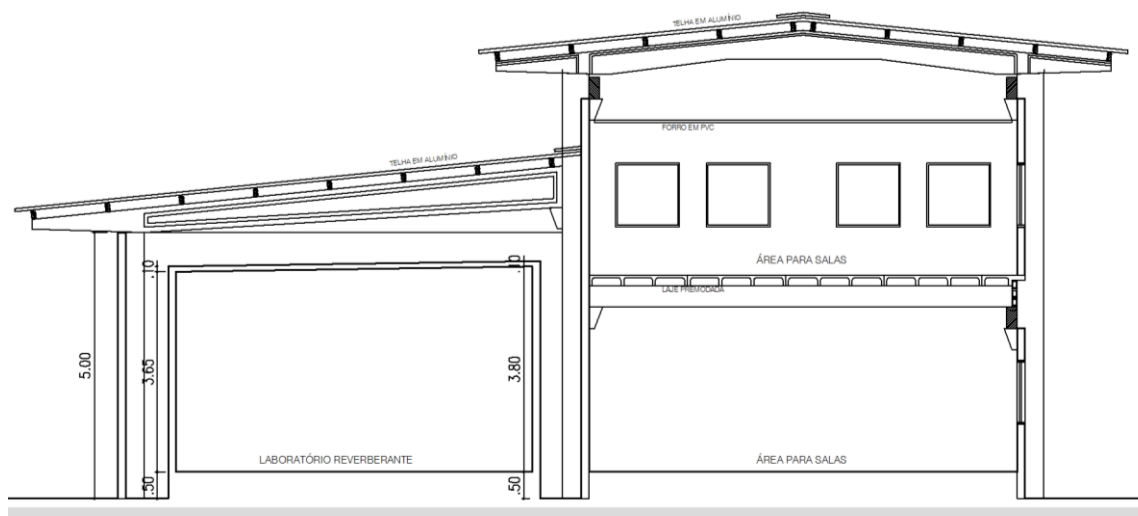 TELHA EM ALUMÍNIO
FORRO EM PVC
TELHA EM ALUMÍNIO
ÁREA PARA SALAS
LAJE PREMODADA
.10
.10
5.00
3.65
3.80
LABORATÓRIO REVERBERANTE
ÁREA PARA SALAS
.50
.50